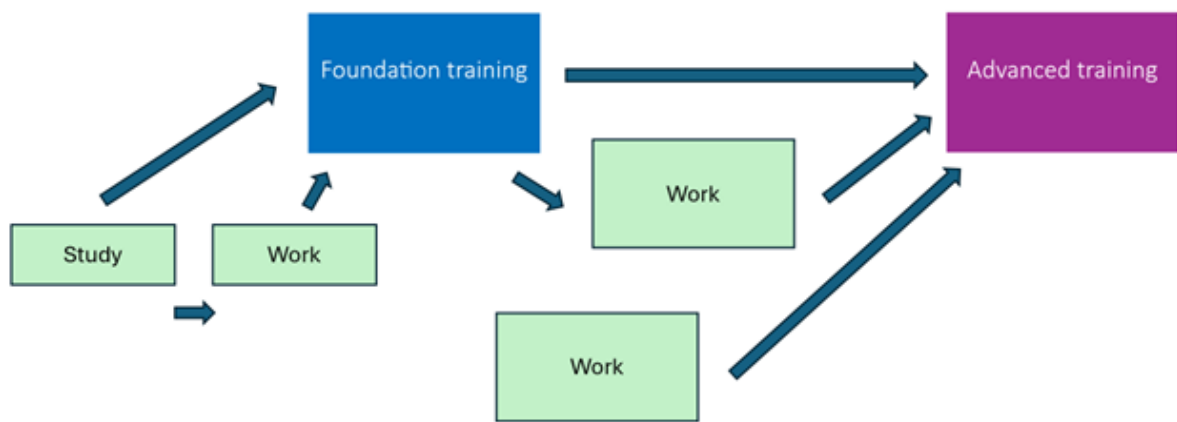 Foundation training
Advanced training
Work
Study
Work
Work